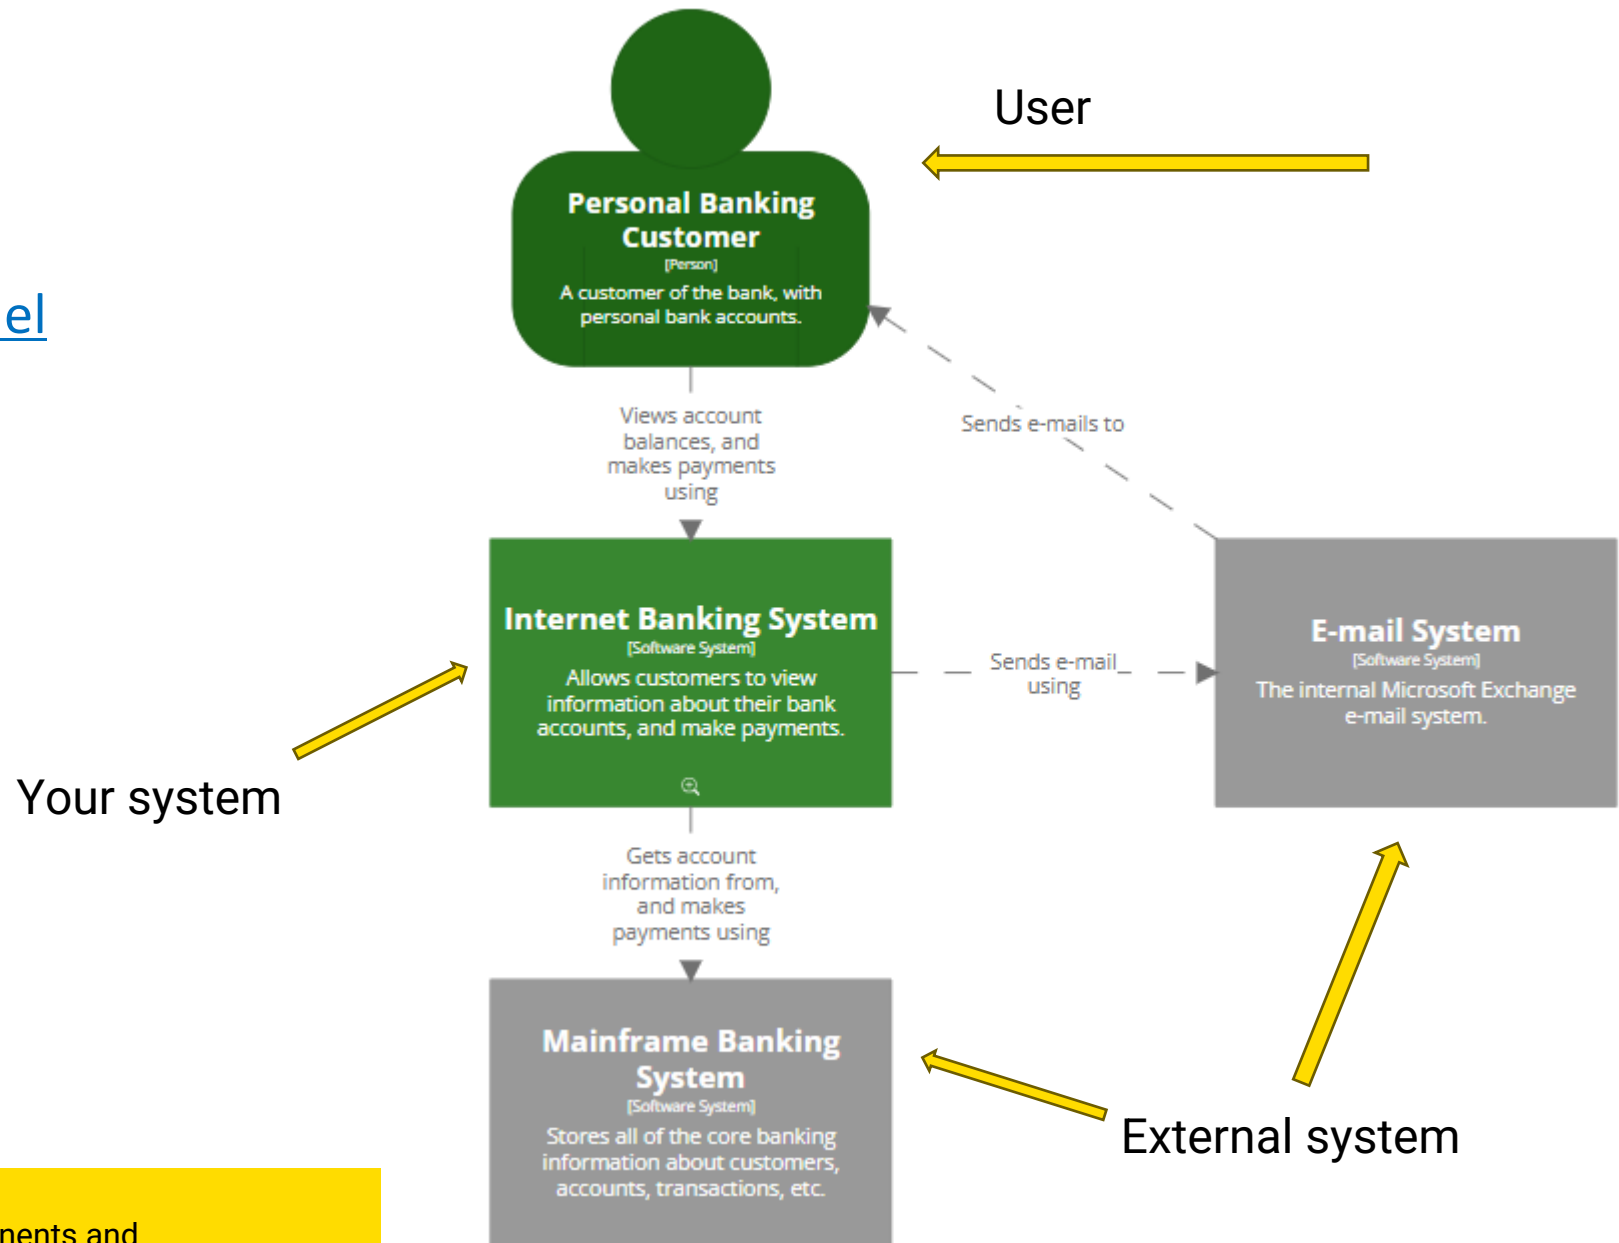 User
Personal Banking
Customer
[Person]
A customer of the bank, with
personal bank accounts.
el
Views account
balances, and
makes payments
using
Sends e-mails to
Internet Banking System
[Software System]
Allows customers to view
information about their bank
accounts, and make payments.
Sends e-mail
using
E-mail System
[Software System]
The internal Microsoft Exchange
e-mail system.
Your system
Gets account
information from,
and makes
payments using
Mainframe Banking
System
[Software System]
Stores all of the core banking
information about customers,
accounts, transactions, etc.
External system
nents and